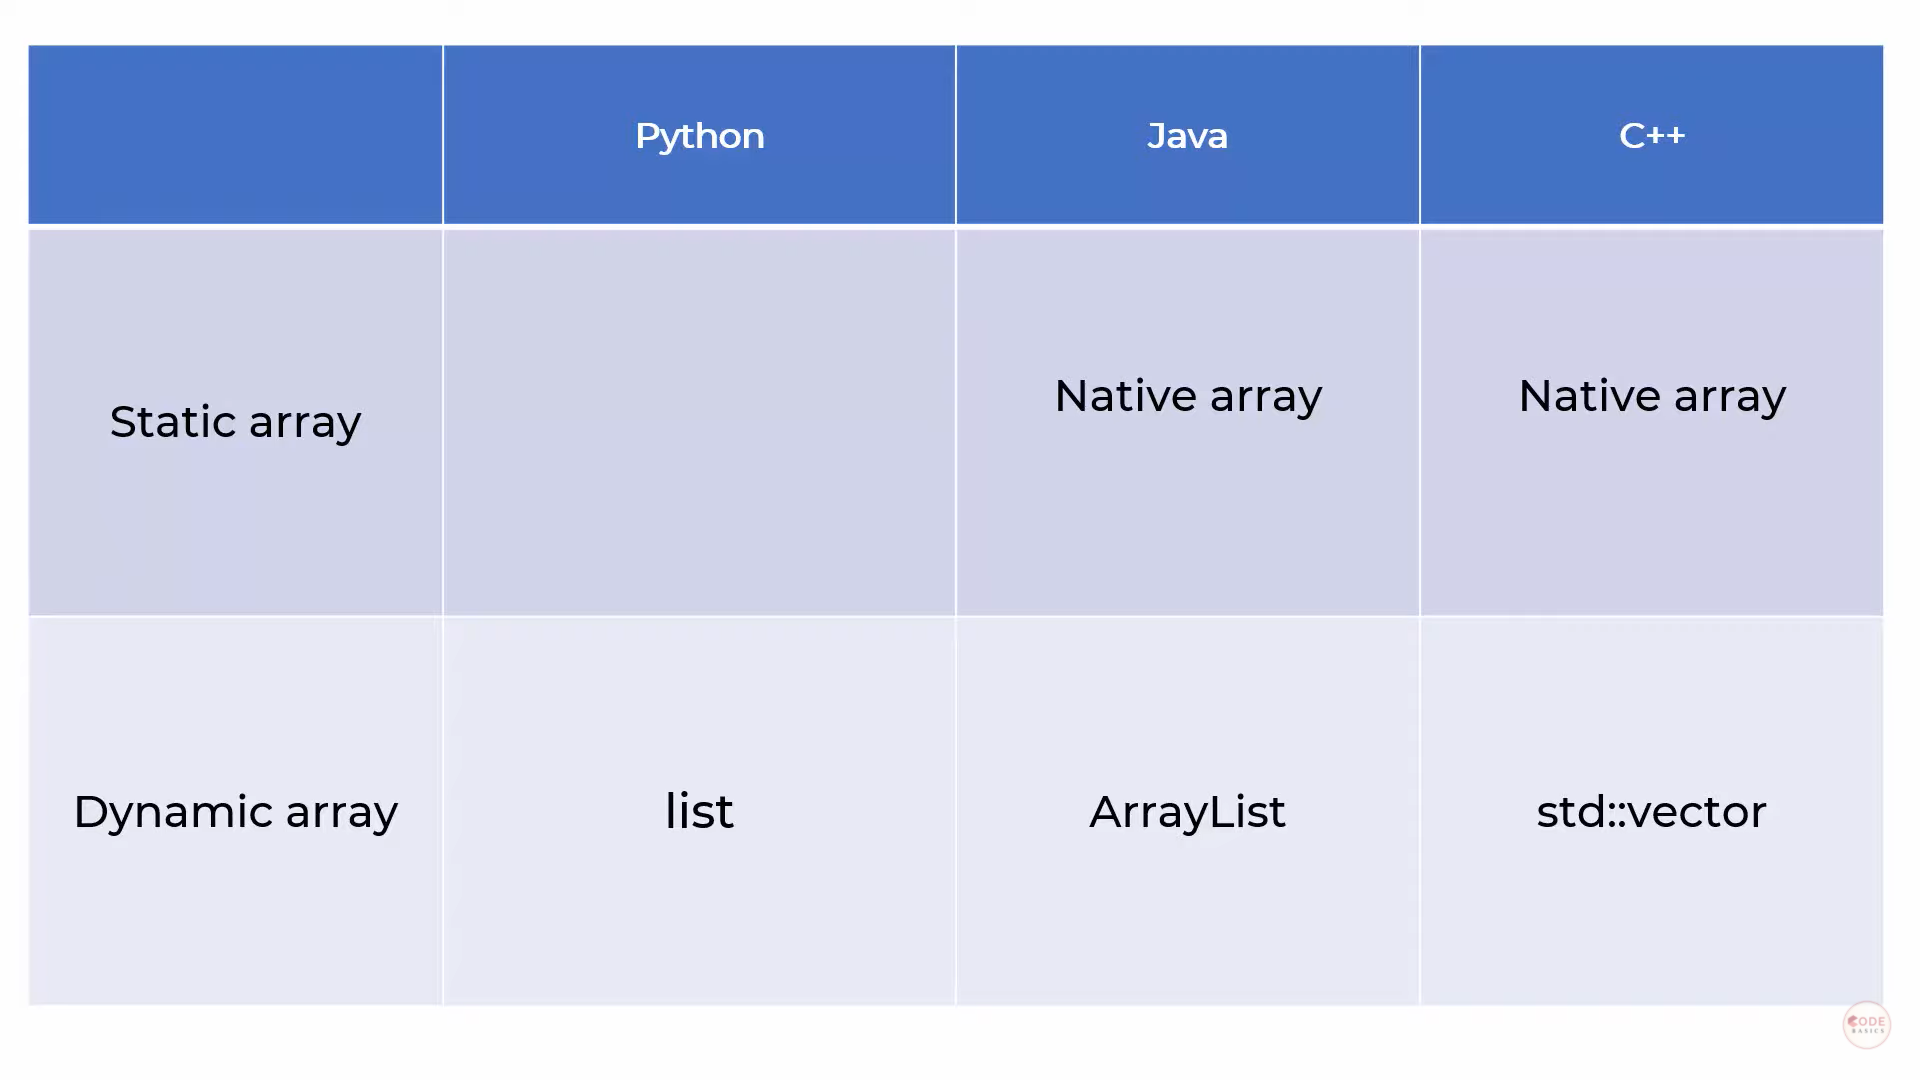 Python Java C++
Static array Native array Native array
Dynamic array list ArrayList std::vector
CODE
BASICS